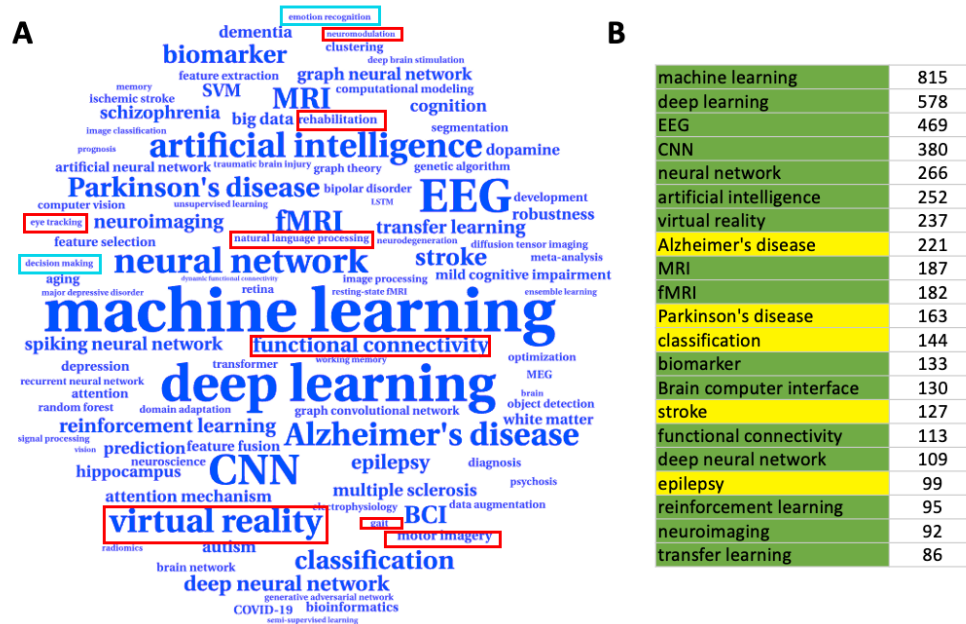 A
emotion recognition
dementia
neuromodulation
biomarker
clustering
deep brain stimulation
feature extraction
graph neural network
memory
SVM
MRI
computational modeling
ischemic stroke
cognition
schizophrenia
big data
rehabilitation
image classification
segmentation
artificial intelligence
prognosis
dopamine
artificial neural network
traumatic brain injury
graph theory
genetic algorithm
Parkinson's disease
bipolar disorder
EEG
computer vision
unsupervised learning
LSTM
development
eye tracking
neuroimaging
fMRI
transfer learning
robustness
feature selection
natural language processing
neurodegeneration
diffusion tensor imaging
decision making
neural network
stroke
meta-analysis
aging
dynamic functional connectivity
image processing
mild cognitive impairment
major depressive disorder
retina
resting-state fMRI
ensemble learning
machine learning
spiking neural network
functional connectivity
depression
transformer
working memory
optimization
recurrent neural network
deep learning
MEG
attention
brain
random forest
domain adaptation
graph convolutional network
object detection
reinforcement learning
white matter
signal processing
Alzheimer's disease
vision
prediction
feature fusion
neuroscience
hippocampus
CNN
epilepsy
diagnosis
attention mechanism
multiple sclerosis
psychosis
electrophysiology
data augmentation
virtual reality
gait
BCI
motor imagery
radiomics
autism
classification
brain network
deep neural network
generative adversarial network
COVID-19
bioinformatics
semi-supervised learning
B
machine learning 815
deep learning 578
EEG 469
CNN 380
neural network 266
artificial intelligence 252
virtual reality 237
Alzheimer's disease 221
MRI 187
fMRI 182
Parkinson's disease 163
classification 144
biomarker 133
Brain computer interface 130
stroke 127
functional connectivity 113
deep neural network 109
epilepsy 99
reinforcement learning 95
neuroimaging 92
transfer learning 86